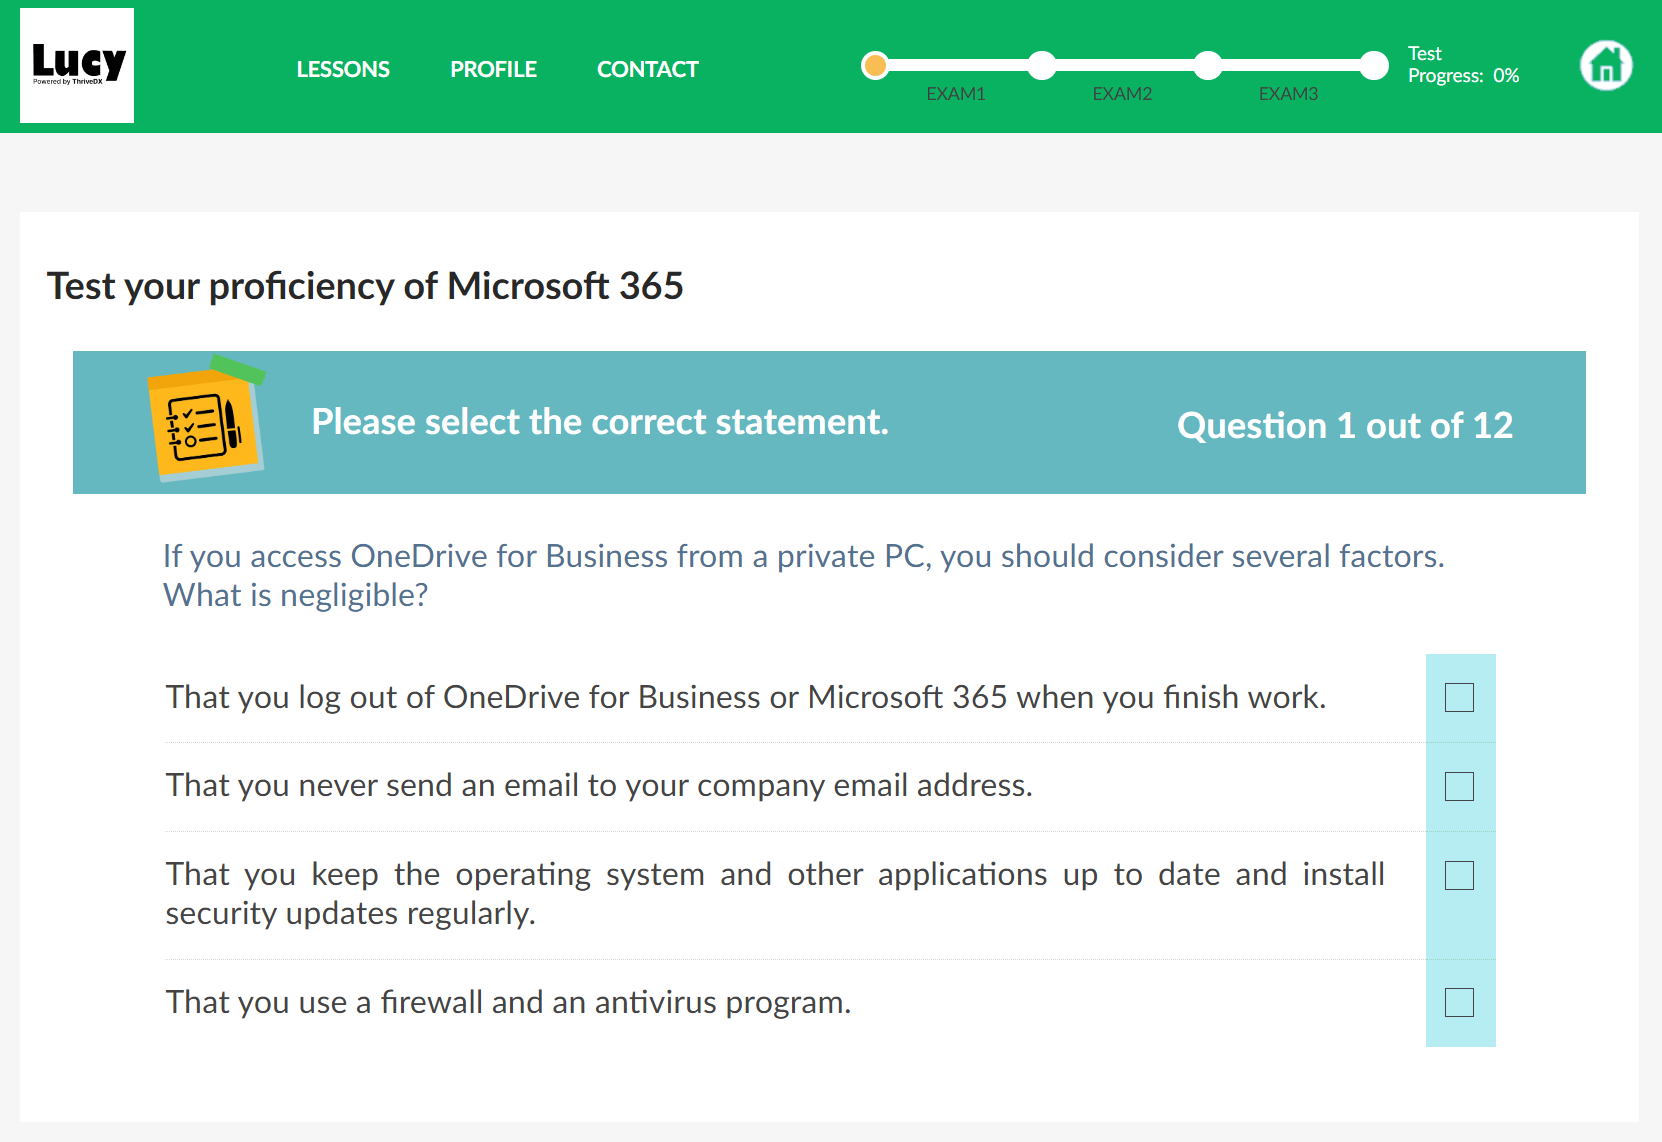 Lucy
Powered by ThriveDX
LESSONS
PROFILE
CONTACT
EXAM1
EXAM2
EXAM3
Test
Progress: 0%
Test your proficiency of Microsoft 365
Please select the correct statement.
Question 1 out of 12
If you access OneDrive for Business from a private PC, you should consider several factors.
What is negligible?
That you log out of OneDrive for Business or Microsoft 365 when you finish work.
That you never send an email to your company email address.
That you keep the operating system and other applications up to date and install
security updates regularly.
That you use a firewall and an antivirus program.